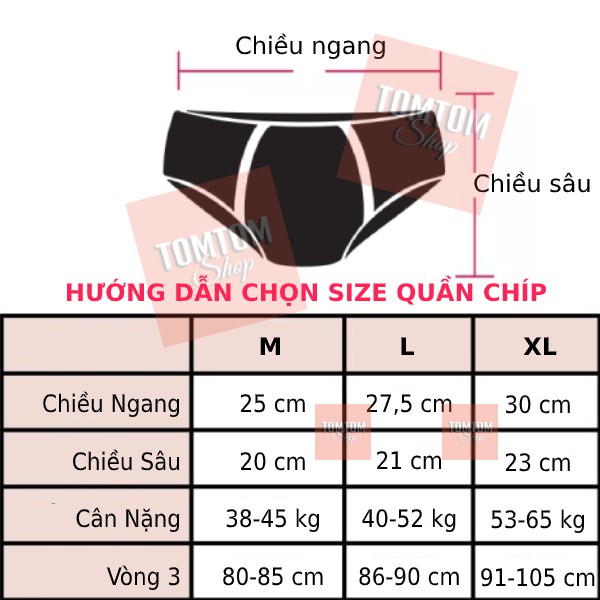 Chiều ngang
TOMTOM
Shop
Chiều sâu
TOMTOM
Shop
HƯỚNG DẪN CHỌN SIZE QUẦN CHÍP
M L XL
Chiều Ngang 25 cm 27,5 cm 30 cm
TOMTOM
Shop
TOMTOM
Shop
Chiều Sâu 20 cm 21 cm 23 cm
Cân Nặng 38-45 kg 40-52 kg 53-65 kg
Vòng 3 80-85 cm 86-90 cm 91-105 cm